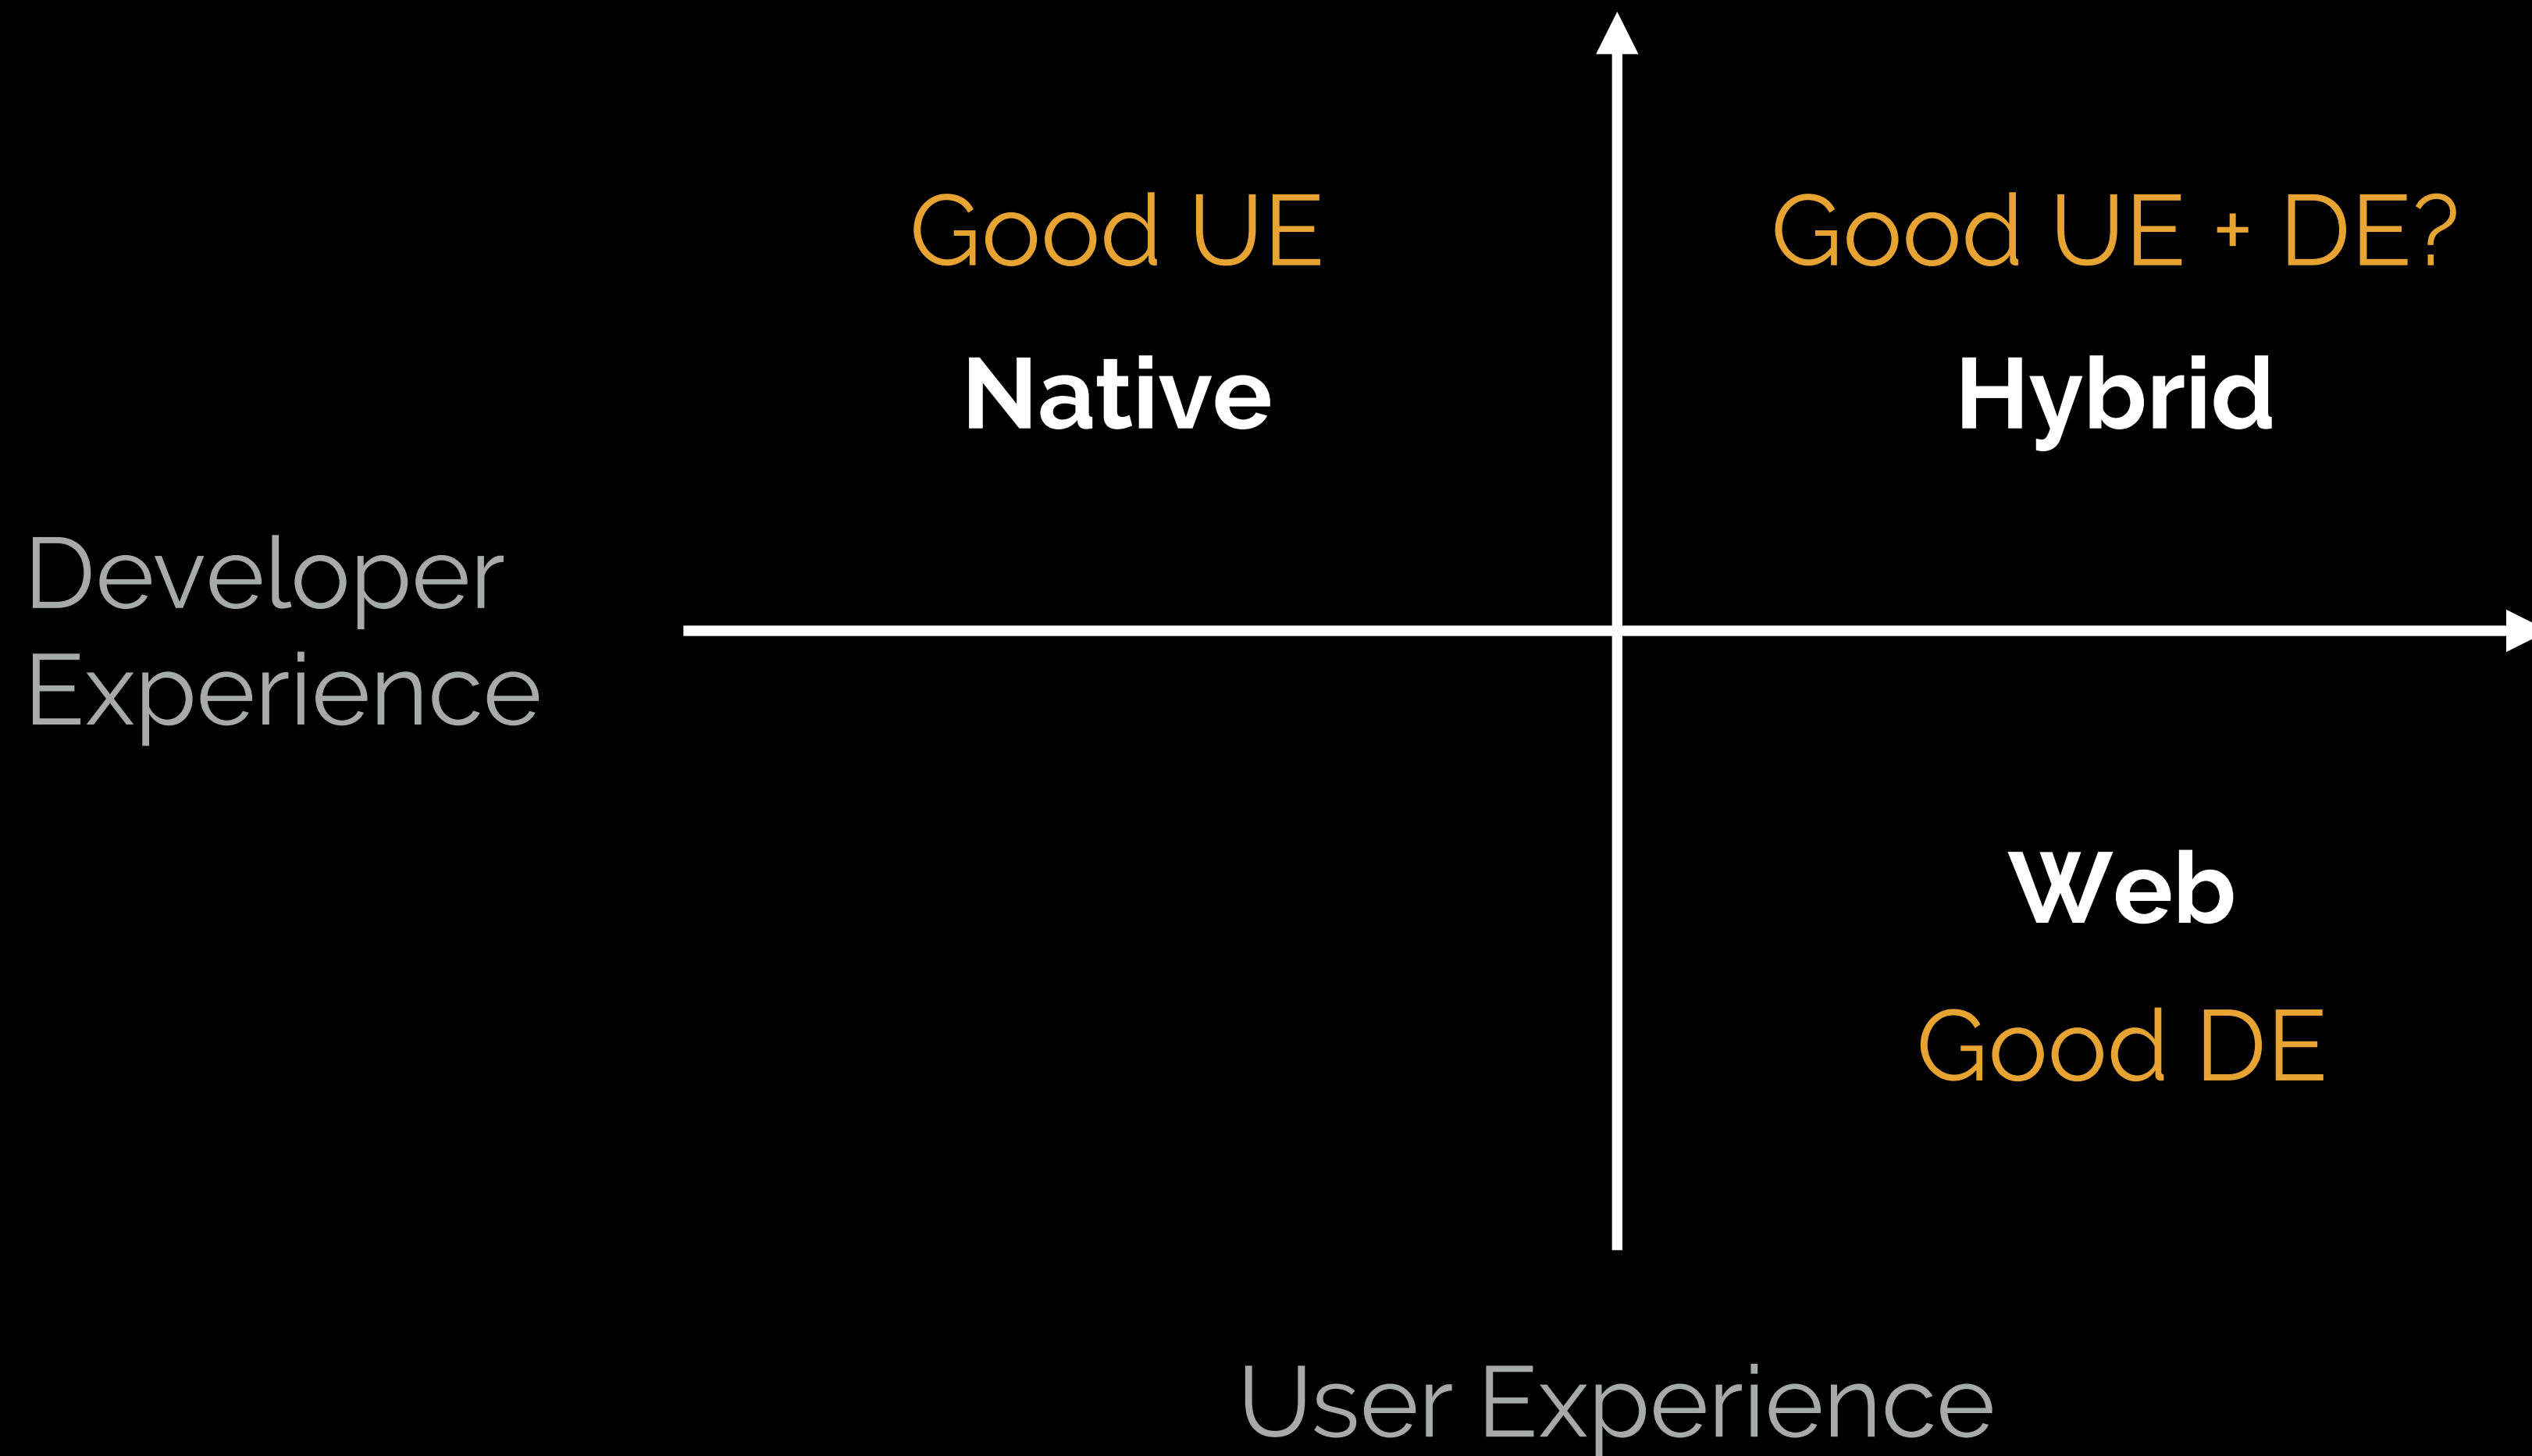 Good UE
Good UE + DE?
Native
Hybrid
Developer
Experience
Web
Good DE
User Experience